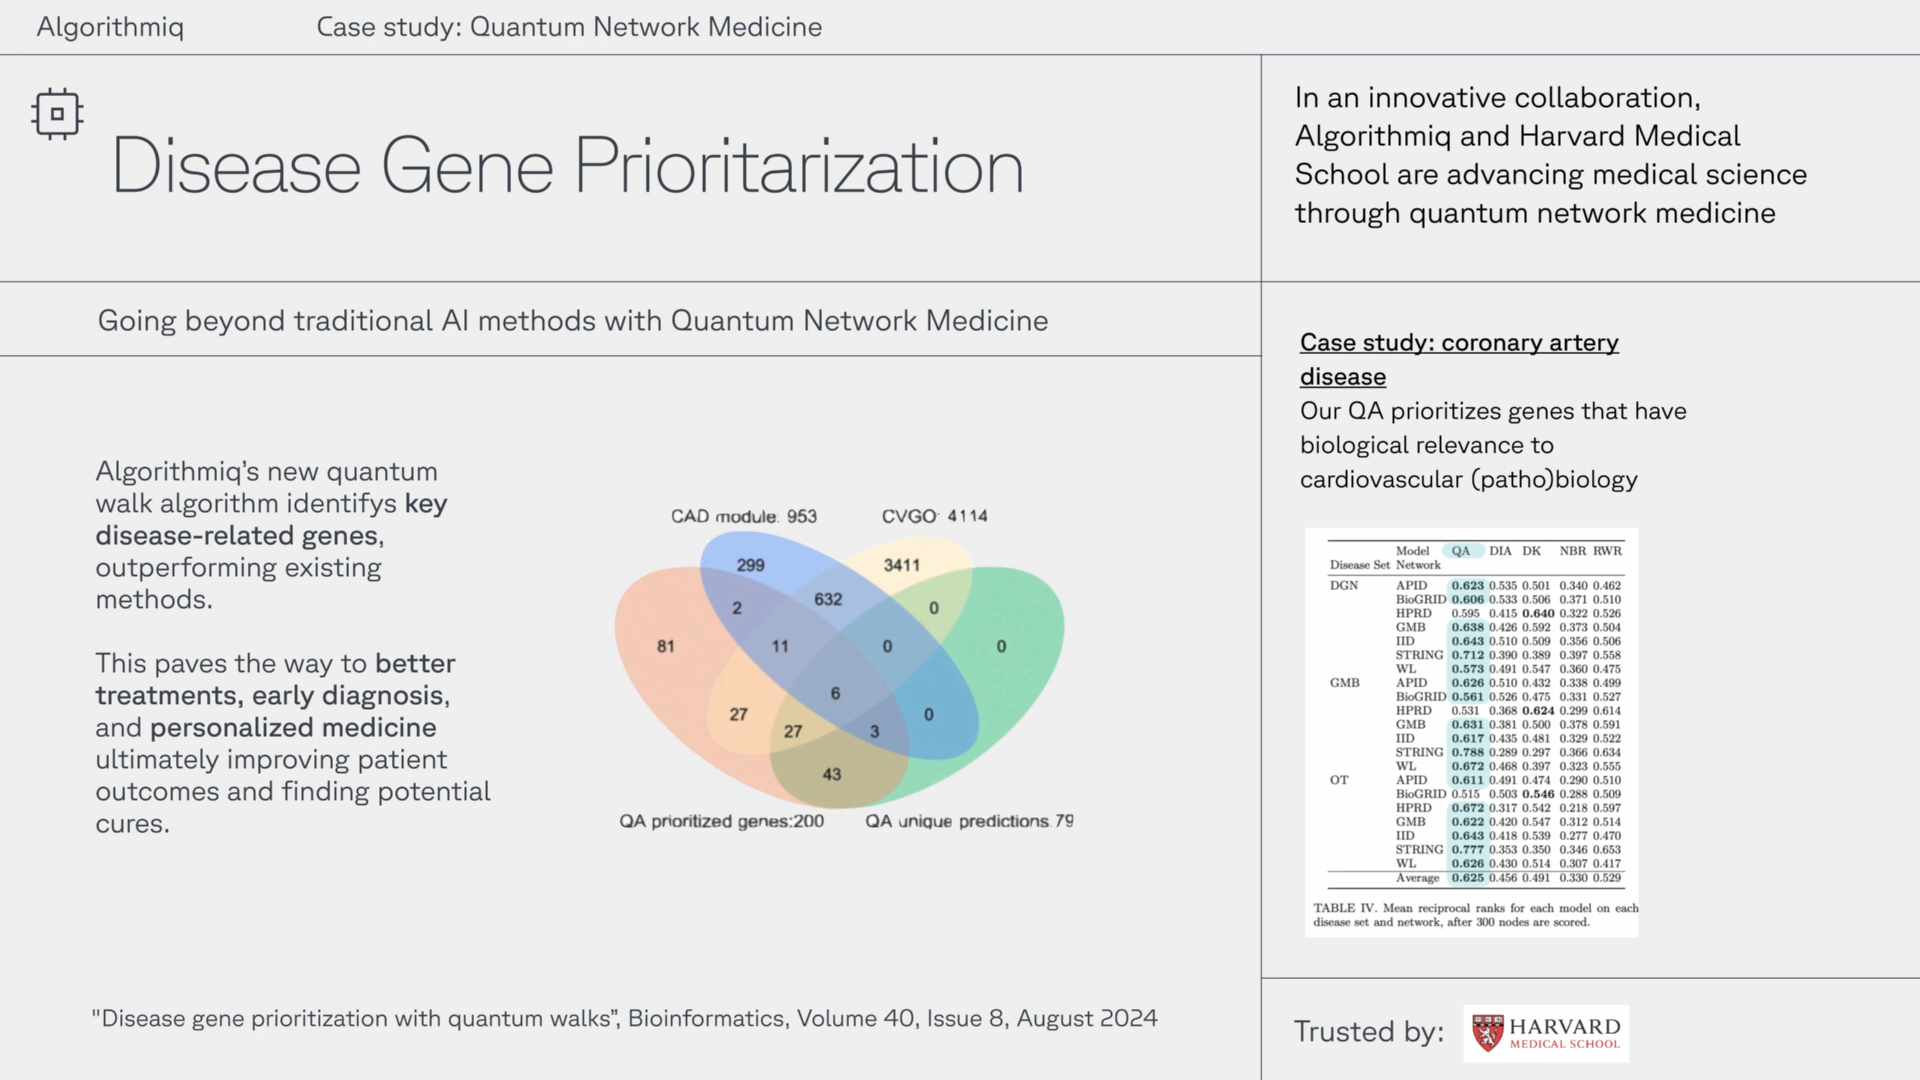 Algorithmiq
Case study: Quantum Network Medicine
Disease Gene Prioritarization
In an innovative collaboration,
Algorithmiq and Harvard Medical
School are advancing medical science
through quantum network medicine
Going beyond traditional AI methods with Quantum Network Medicine
Algorithmiq's new quantum
walk algorithm identifys key
disease-related genes,
outperforming existing
methods.
This paves the way to better
treatments, early diagnosis,
and personalized medicine
ultimately improving patient
outcomes and finding potential
cures.
CAD module: 953
CVGO: 4114
299
3411
2
632
0
81
11
0
0
6
27
27
3
0
43
QA prioritized genes:200
QA unique predictions: 79
"Disease gene prioritization with quantum walks”, Bioinformatics, Volume 40, Issue 8, August 2024
Case study: coronary artery
disease
Our QA prioritizes genes that have
biological relevance to
cardiovascular (patho)biology
Model QA DIA DK NBR RWR
Disease Set Network
DGN APID 0.623 0.535 0.501 0.340 0.462
BioGRID 0.606 0.533 0.506 0.371 0.510
HPRD 0.595 0.415 0.640 0.322 0.526
GMB 0.638 0.426 0.592 0.373 0.504
IID 0.643 0.510 0.509 0.356 0.506
STRING 0.712 0.390 0.389 0.397 0.558
WL 0.573 0.491 0.547 0.360 0.475
GMB APID 0.626 0.510 0.432 0.338 0.499
BioGRID 0.561 0.526 0.475 0.331 0.527
HPRD 0.531 0.368 0.624 0.299 0.614
GMB 0.631 0.381 0.500 0.378 0.591
IID 0.617 0.435 0.481 0.329 0.522
STRING 0.788 0.289 0.297 0.366 0.634
WL 0.672 0.468 0.397 0.323 0.555
OT APID 0.611 0.491 0.474 0.290 0.510
BioGRID 0.515 0.503 0.546 0.288 0.509
HPRD 0.672 0.317 0.542 0.218 0.597
GMB 0.622 0.420 0.547 0.312 0.514
IID 0.643 0.418 0.539 0.277 0.470
STRING 0.777 0.353 0.350 0.346 0.653
WL 0.626 0.430 0.514 0.307 0.417
Average 0.625 0.456 0.491 0.330 0.529
TABLE IV. Mean reciprocal ranks for each model on each
disease set and network, after 300 nodes are scored.
Trusted by:
HARVARD
MEDICAL SCHOOL